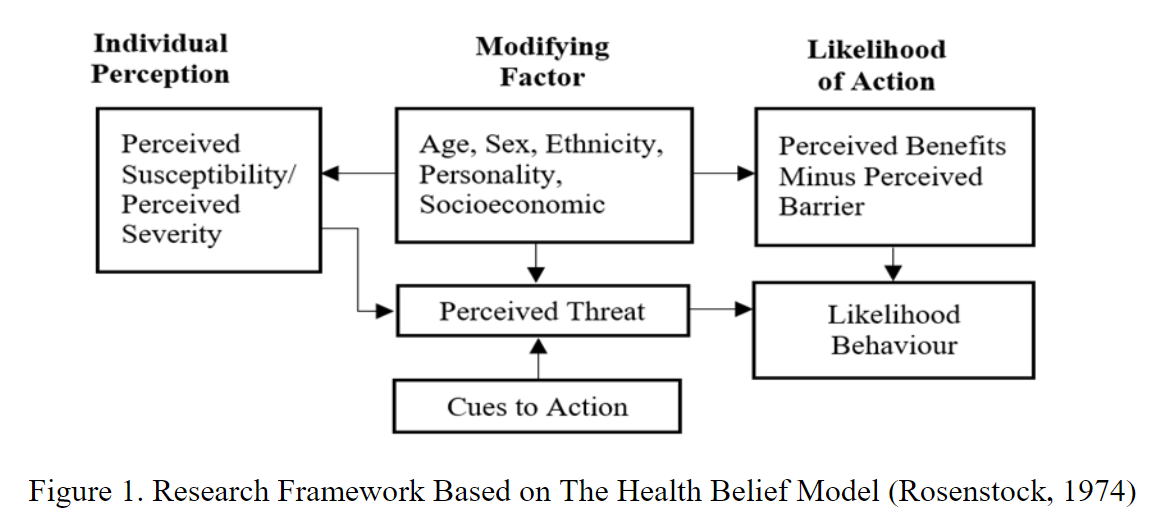 Individual
Perception
Modifying
Factor
Likelihood
of Action
Perceived
Susceptibility/
Perceived
Severity
Age, Sex, Ethnicity,
Personality,
Socioeconomic
Perceived Benefits
Minus Perceived
Barrier
Perceived Threat
Likelihood
Behaviour
Cues to Action
Figure 1. Research Framework Based on The Health Belief Model (Rosenstock, 1974)